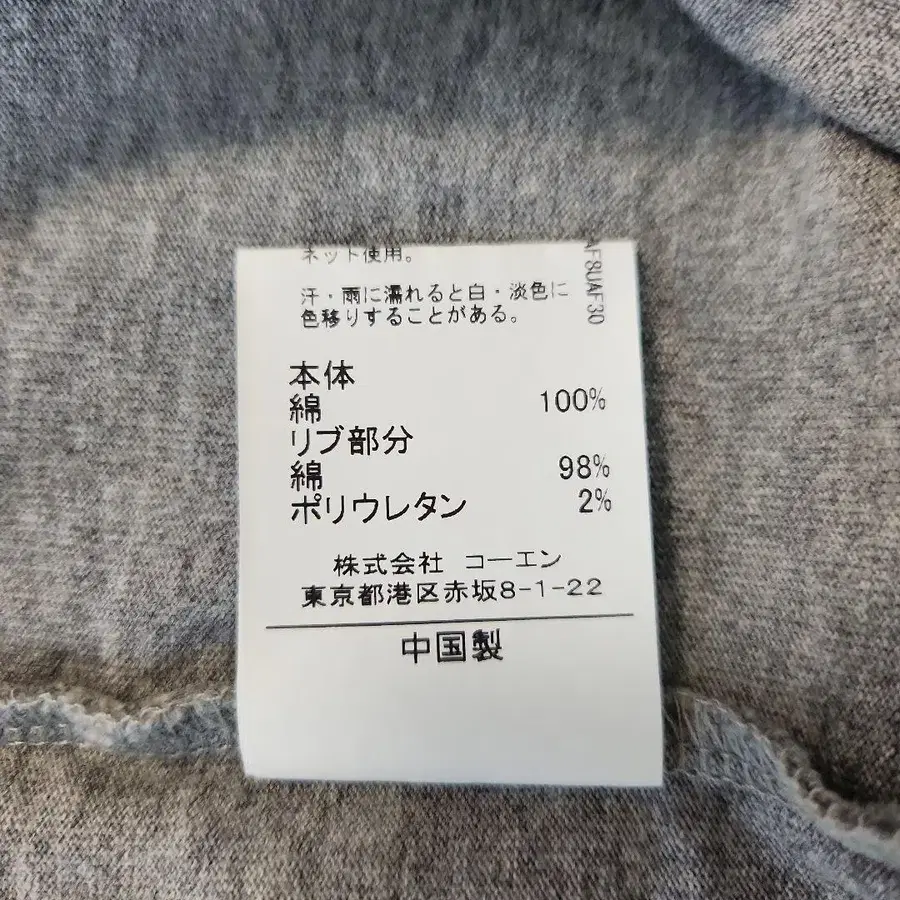 ネット使用。
汗・雨に濡れると白・淡色に
色移りすることがある。
本体
綿 100%
リブ部分
綿 98%
ポリウレタン 2%
株式会社 コーエン
東京都港区赤坂8-1-22
中国製
AF8UAF30